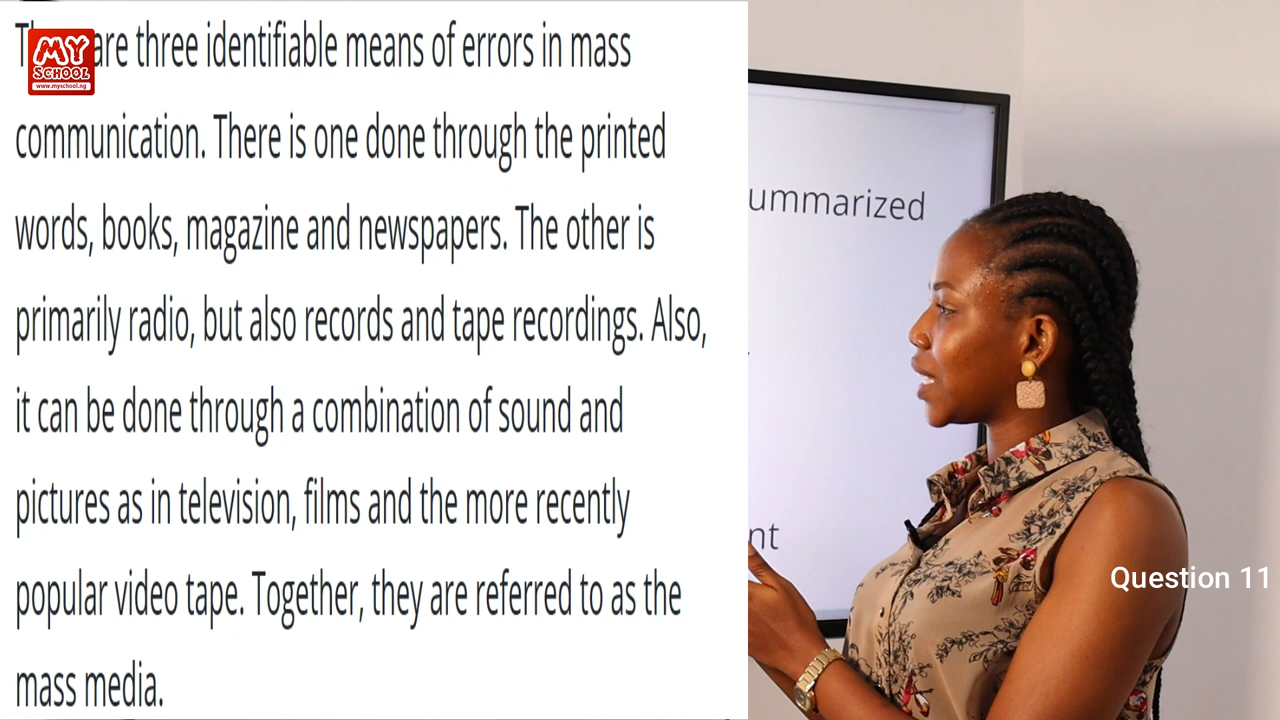 are three identifiable means of errors in mass
communication. There is one done through the printed
words, books, magazine and newspapers. The other is
primarily radio, but also records and tape recordings. Also,
it can be done through a combination of sound and
pictures as in television, films and the more recently
popular video tape. Together, they are referred to as the
mass media.
MY
SCHOOL
www.myschool.ng
ummarized
nt
Question 11